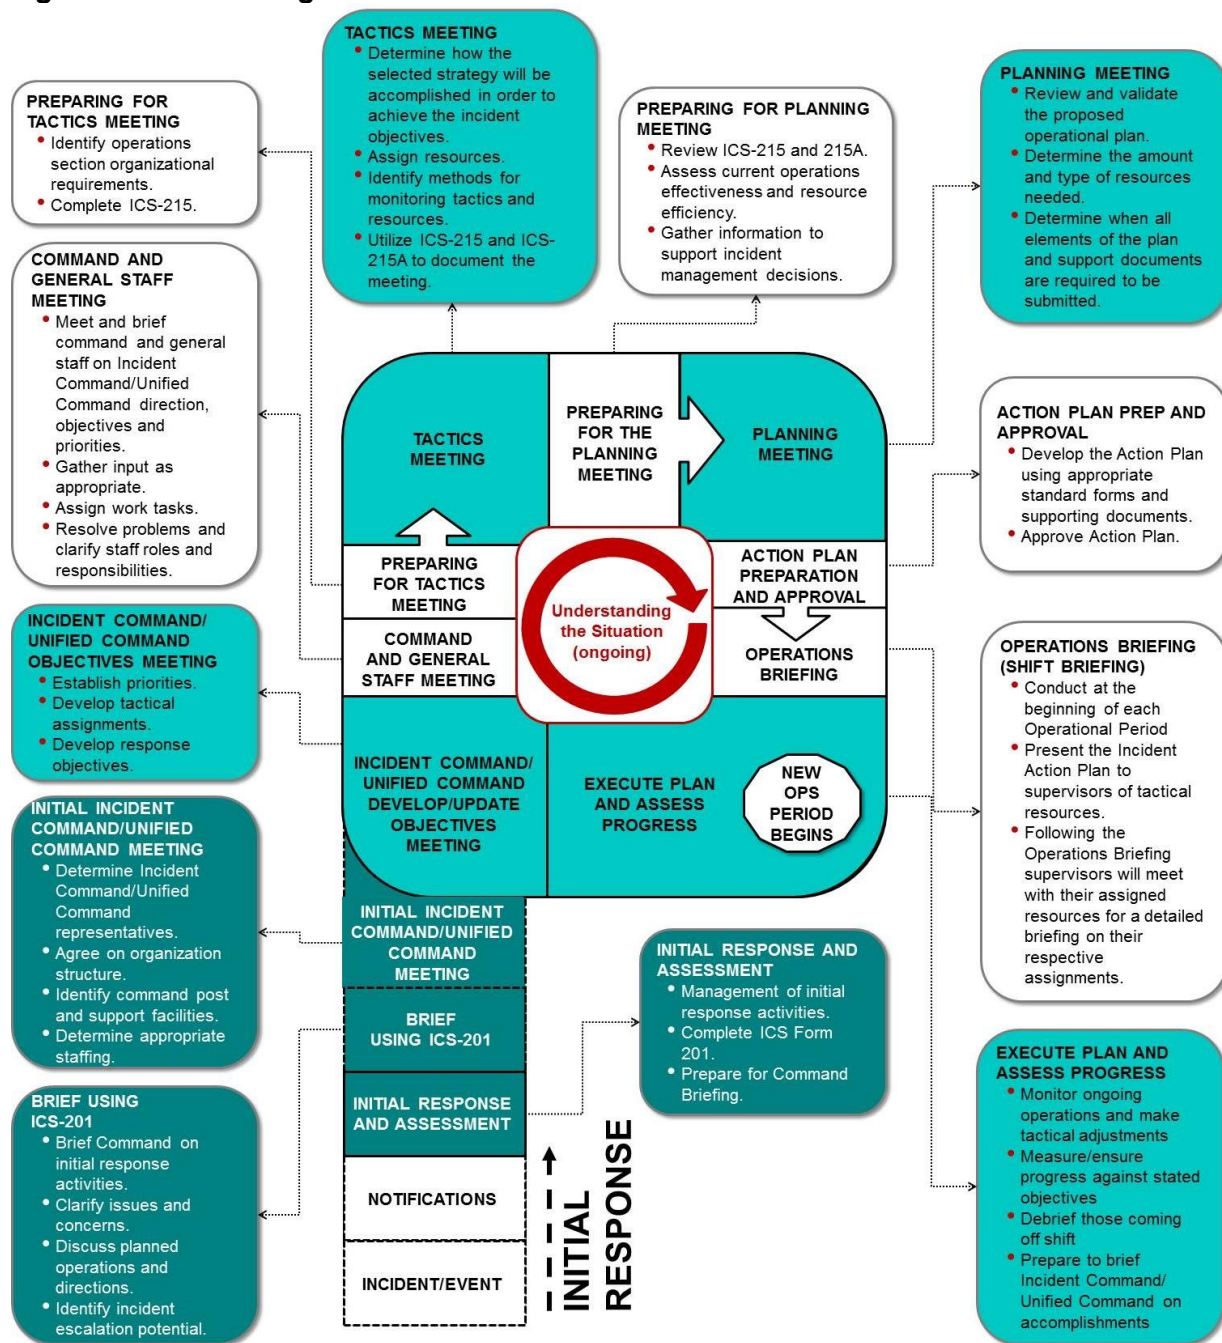 TACTICS MEETING
• Determine how the
selected strategy will be
accomplished in order to
achieve the incident
objectives.
• Assign resources.
• Identify methods for
monitoring tactics and
resources.
• Utilize ICS-215 and ICS-
215A to document the
meeting.
PREPARING FOR
TACTICS MEETING
• Identify operations
section organizational
requirements.
• Complete ICS-215.
PREPARING FOR PLANNING
MEETING
• Review ICS-215 and 215A.
• Assess current operations
effectiveness and resource
efficiency.
• Gather information to
support incident
management decisions.
PLANNING MEETING
• Review and validate
the proposed
operational plan.
• Determine the amount
and type of resources
needed.
• Determine when all
elements of the plan
and support documents
are required to be
submitted.
COMMAND AND
GENERAL STAFF
MEETING
• Meet and brief
command and general
staff on Incident
Command/Unified
Command direction,
objectives and
priorities.
• Gather input as
appropriate.
• Assign work tasks.
• Resolve problems and
clarify staff roles and
responsibilities.
TACTICS
MEETING
PREPARING
FOR THE
PLANNING
MEETING
PLANNING
MEETING
ACTION PLAN PREP AND
APPROVAL
• Develop the Action Plan
using appropriate
standard forms and
supporting documents.
• Approve Action Plan.
PREPARING
FOR TACTICS
MEETING
COMMAND
AND GENERAL
STAFF MEETING
Understanding
the Situation
(ongoing)
ACTION PLAN
PREPARATION
AND APPROVAL
OPERATIONS
BRIEFING
INCIDENT COMMAND/
UNIFIED COMMAND
OBJECTIVES MEETING
• Establish priorities.
• Develop tactical
assignments.
• Develop response
objectives.
OPERATIONS BRIEFING
(SHIFT BRIEFING)
• Conduct at the
beginning of each
Operational Period
• Present the Incident
Action Plan to
supervisors of tactical
resources.
• Following the
Operations Briefing
supervisors will meet
with their assigned
resources for a detailed
briefing on their
respective
assignments.
INCIDENT COMMAND/
UNIFIED COMMAND
DEVELOP/UPDATE
OBJECTIVES
MEETING
EXECUTE PLAN
AND ASSESS
PROGRESS
NEW
OPS
PERIOD
BEGINS
INITIAL INCIDENT
COMMAND/UNIFIED
COMMAND MEETING
• Determine Incident
Command/Unified
Command
representatives.
• Agree on organization
structure.
• Identify command post
and support facilities.
• Determine appropriate
staffing.
INITIAL INCIDENT
COMMAND/UNIFIED
COMMAND
MEETING
BRIEF
USING ICS-201
INITIAL RESPONSE
AND ASSESSMENT
NOTIFICATIONS
INCIDENT/EVENT
INITIAL
RESPONSE
INITIAL RESPONSE AND
ASSESSMENT
• Management of initial
response activities.
• Complete ICS Form
201.
• Prepare for Command
Briefing.
BRIEF USING
ICS-201
• Brief Command on
initial response
activities.
• Clarify issues and
concerns.
• Discuss planned
operations and
directions.
• Identify incident
escalation potential.
EXECUTE PLAN AND
ASSESS PROGRESS
• Monitor ongoing
operations and make
tactical adjustments
• Measure/ensure
progress against stated
objectives
• Debrief those coming
off shift
• Prepare to brief
Incident Command/
Unified Command on
accomplishments